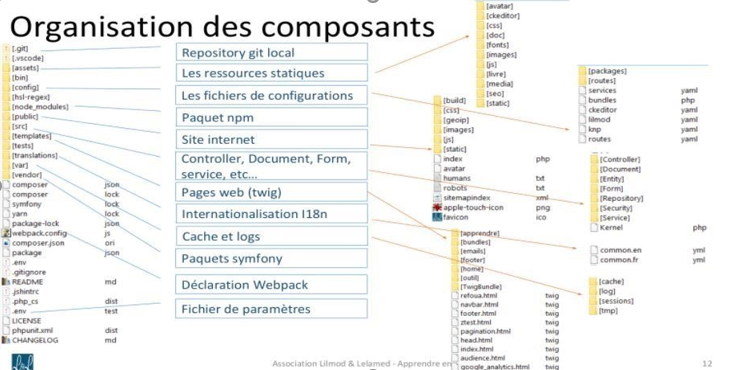 Organisation des composants
[.git]
[.vscode]
[assets]
[bin]
[config]
[hsl-regex]
[node_modules]
[public]
[src]
[templates]
[tests]
[translations]
[var]
[vendor]
composer json
composer lock
symfony lock
yarn lock
package-lock json
webpack.config js
composer.json ori
package json
.env
.gitignore
README md
.jshintrc
.php_cs dist
.env test
LICENSE
phpunit.xml dist
CHANGELOG md
Repository git local
Les ressources statiques
Les fichiers de configurations
Paquet npm
Site internet
Controller, Document, Form,
service, etc...
Pages web (twig)
Internationalisation I18n
Cache et logs
Paquets symfony
Déclaration Webpack
Fichier de paramètres
[avatar]
[ckeditor]
[css]
[doc]
[fonts]
[images]
[js]
[livre]
[media]
[seo]
[static]
[build]
[css]
[geoip]
[images]
[js]
[static]
index php
avatar
humans txt
robots txt
sitemapindex xml
apple-touch-icon png
favicon ico
[apprendre]
[bundles]
[emails]
[footer]
[home]
[outil]
[TwigBundle]
refoua.html twig
navbar.html twig
footer.html twig
ztest.html twig
pagination.html twig
head.html twig
index.html twig
audience.html twig
google_analytics.html twig
[packages]
[routes]
services yaml
bundles php
ckeditor yaml
lilmod yaml
knp yaml
routes yaml
[Controller]
[Document]
[Entity]
[Form]
[Repository]
[Security]
[Service]
Kernel php
common.en yml
common.fr yml
[cache]
[log]
[sessions]
[tmp]
Association Lilmod & Lelamed - Apprendre en
12